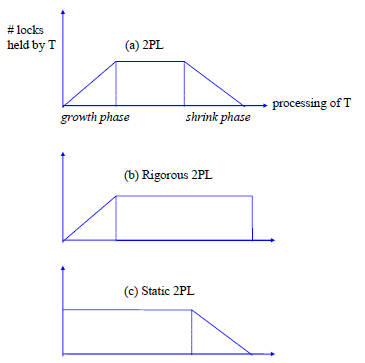 # locks
held by T
(a) 2PL
processing of T
growth phase
shrink phase
(b) Rigorous 2PL
(c) Static 2PL